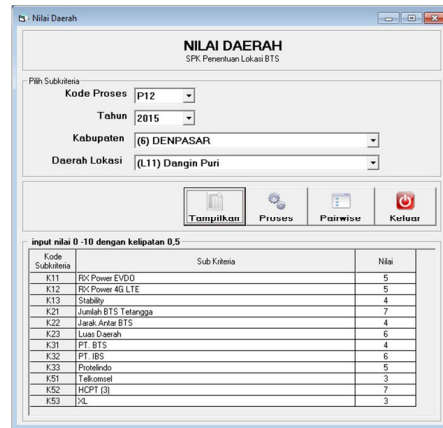 Nilai Daerah
NILAI DAERAH
SPK Penentuan Lokasi BTS
Pilih Subkriteria
Kode Proses P12
Tahun 2015
Kabupaten (6) DENPASAR
Daerah Lokasi (L11) Dangin Puri
Tampilkan Proses Pairwise Keluar
input nilai 0 -10 dengan kelipatan 0,5
Kode Subkriteria Sub Kriteria Nilai
K11 RX Power EVDO 5
K12 RX Power 4G LTE 5
K13 Stability 4
K21 Jumlah BTS Tetangga 7
K22 Jarak Antar BTS 4
K23 Luas Daerah 6
K31 PT. BTS 4
K32 PT. IBS 6
K33 Protelindo 5
K51 Telkomsel 3
K52 HCPT (3) 7
K53 XL 3